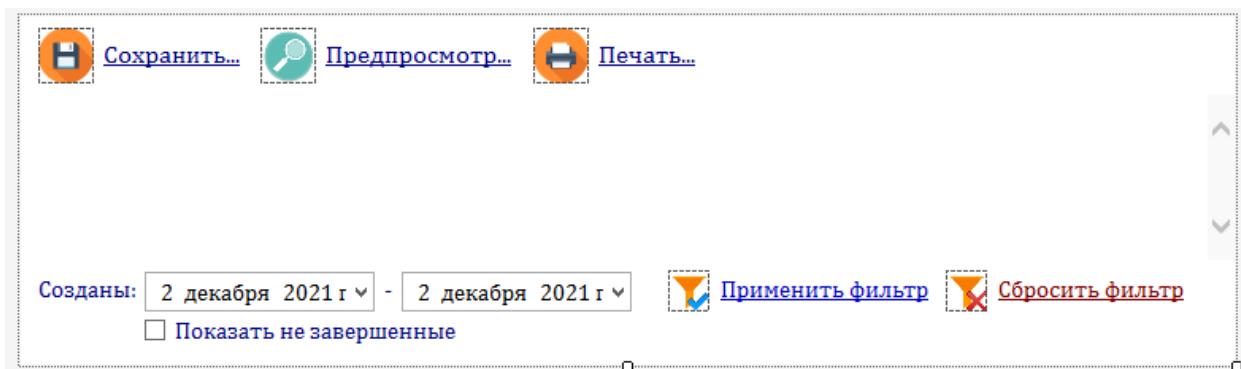 Сохранить... Предпросмотр... Печать...
Созданы: 2 декабря 2021 г - 2 декабря 2021 г Применить фильтр Сбросить фильтр
Показать не завершенные